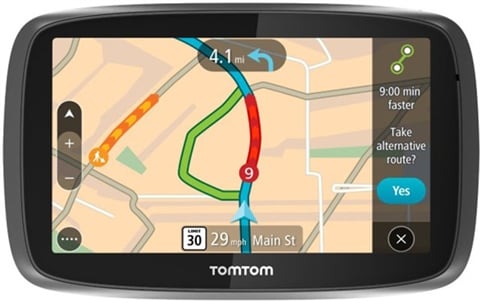 4.1 mi
9:00 min
faster
Take
alternative
route?
Yes
9
LIMIT
30
29 mph Main St
TOMTOM